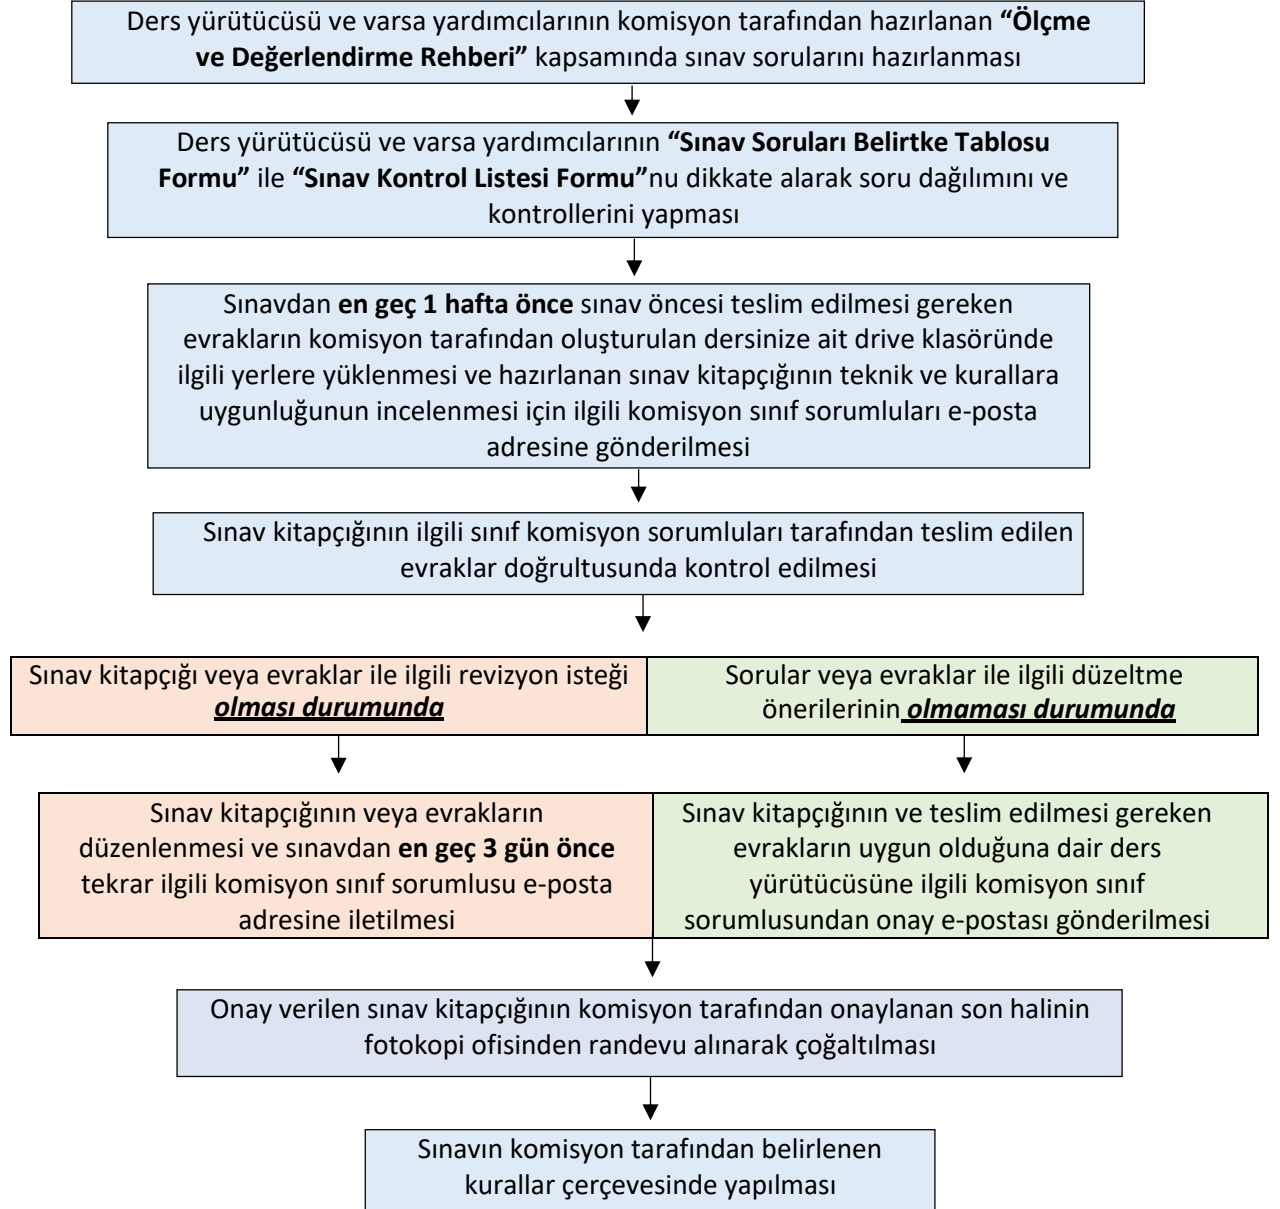 Ders yürütücüsü ve varsa yardımcılarının komisyon tarafından hazırlanan “Ölçme
ve Değerlendirme Rehberi” kapsamında sınav sorularını hazırlanması
Ders yürütücüsü ve varsa yardımcılarının “Sınav Soruları Belirtke Tablosu
Formu” ile “Sınav Kontrol Listesi Formu”nu dikkate alarak soru dağılımını ve
kontrollerini yapması
Sınavdan en geç 1 hafta önce sınav öncesi teslim edilmesi gereken
evrakların komisyon tarafından oluşturulan dersinize ait drive klasöründe
ilgili yerlere yüklenmesi ve hazırlanan sınav kitapçığının teknik ve kurallara
uygunluğunun incelenmesi için ilgili komisyon sınıf sorumluları e-posta
adresine gönderilmesi
Sınav kitapçığının ilgili sınıf komisyon sorumluları tarafından teslim edilen
evraklar doğrultusunda kontrol edilmesi
Sınav kitapçığı veya evraklar ile ilgili revizyon isteği
olması durumunda
Sorular veya evraklar ile ilgili düzeltme
önerilerinin olmaması durumunda
Sınav kitapçığının veya evrakların
düzenlenmesi ve sınavdan en geç 3 gün önce
tekrar ilgili komisyon sınıf sorumlusu e-posta
adresine iletilmesi
Sınav kitapçığının ve teslim edilmesi gereken
evrakların uygun olduğuna dair ders
yürütücüsüne ilgili komisyon sınıf
sorumlusundan onay e-postası gönderilmesi
Onay verilen sınav kitapçığının komisyon tarafından onaylanan son halinin
fotokopi ofisinden randevu alınarak çoğaltılması
Sınavın komisyon tarafından belirlenen
kurallar çerçevesinde yapılması